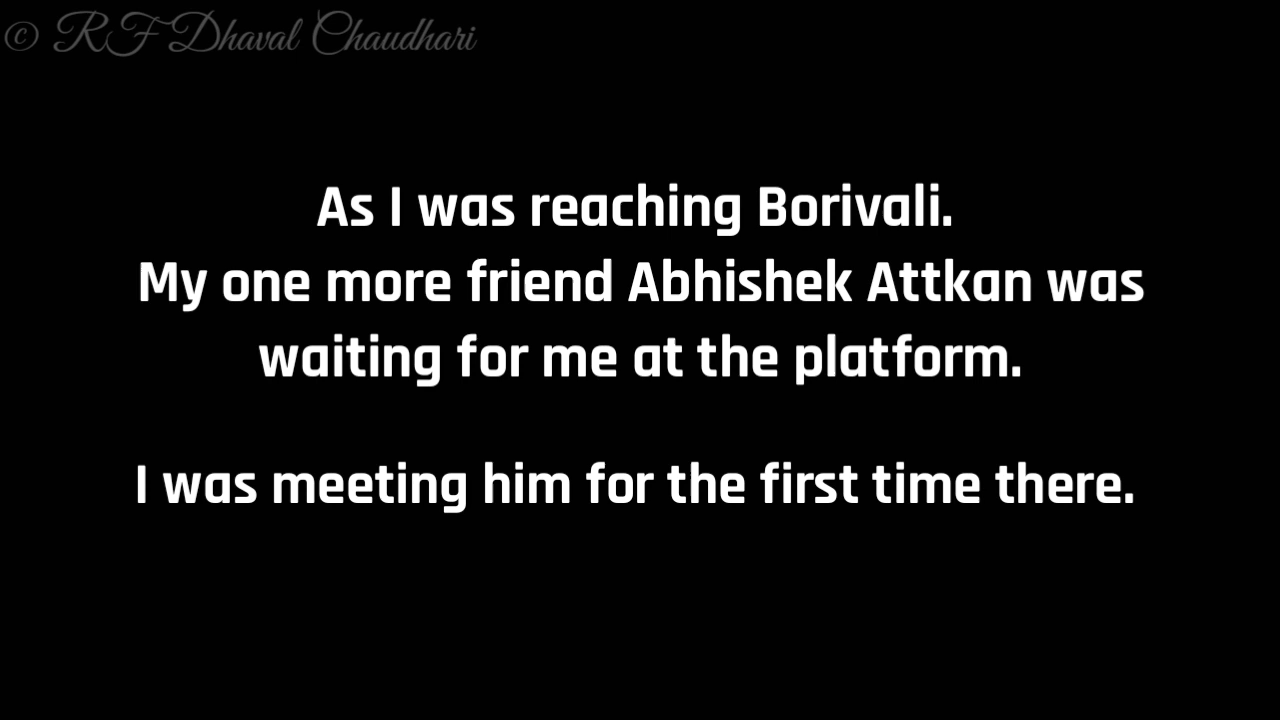 © RF Dhaval Chaudhari
As I was reaching Borivali.
My one more friend Abhishek Attkan was
waiting for me at the platform.
I was meeting him for the first time there.